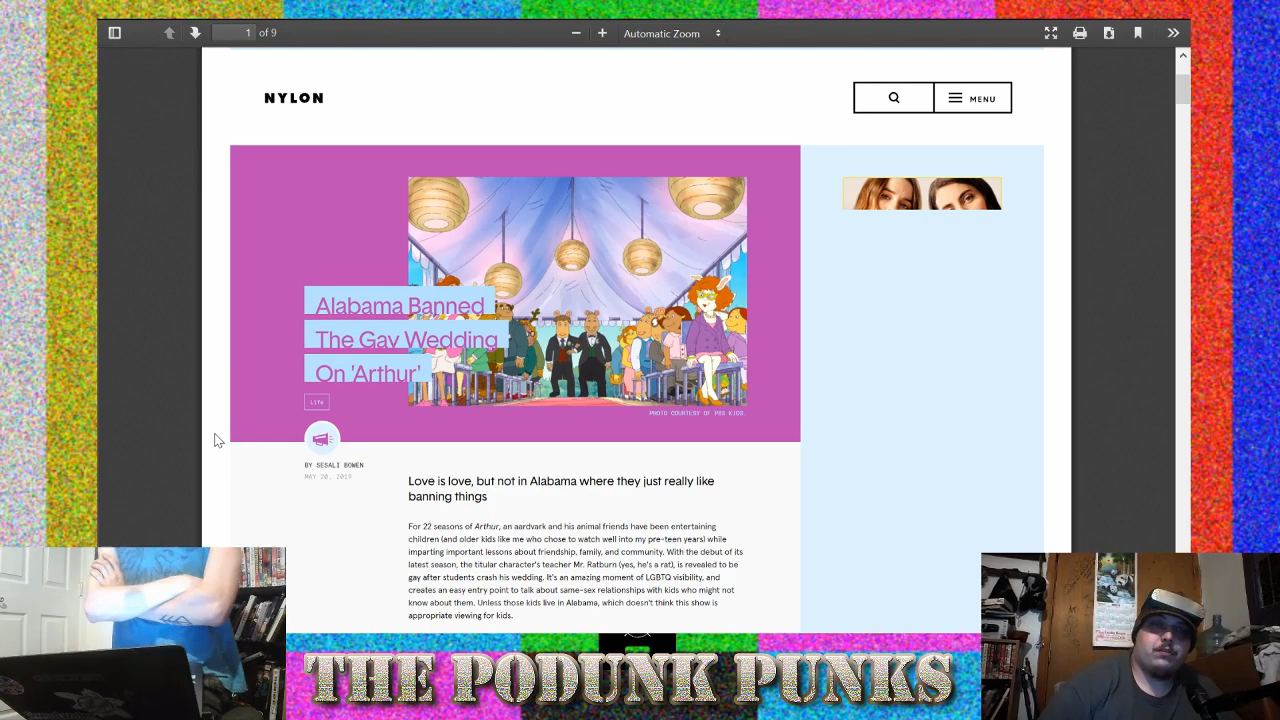 1 of 9
Automatic Zoom
NYLON
MENU
Alabama Banned
The Gay Wedding
On 'Arthur'
Life
PHOTO COURTESY OF PBS KIDS.
BY SESALI BOWEN
MAY 20, 2019
Love is love, but not in Alabama where they just really like
banning things
For 22 seasons of Arthur, an aardvark and his animal friends have been entertaining
children (and older kids like me who chose to watch well into my pre-teen years) while
imparting important lessons about friendship, family, and community. With the debut of its
latest season, the titular character's teacher Mr. Ratburn (yes, he's a rat), is revealed to be
gay after students crash his wedding. It's an amazing moment of LGBTQ visibility, and
creates an easy entry point to talk about same-sex relationships with kids who might not
know about them. Unless those kids live in Alabama, which doesn't think this show is
appropriate viewing for kids.
THE PODUNK PUNKS